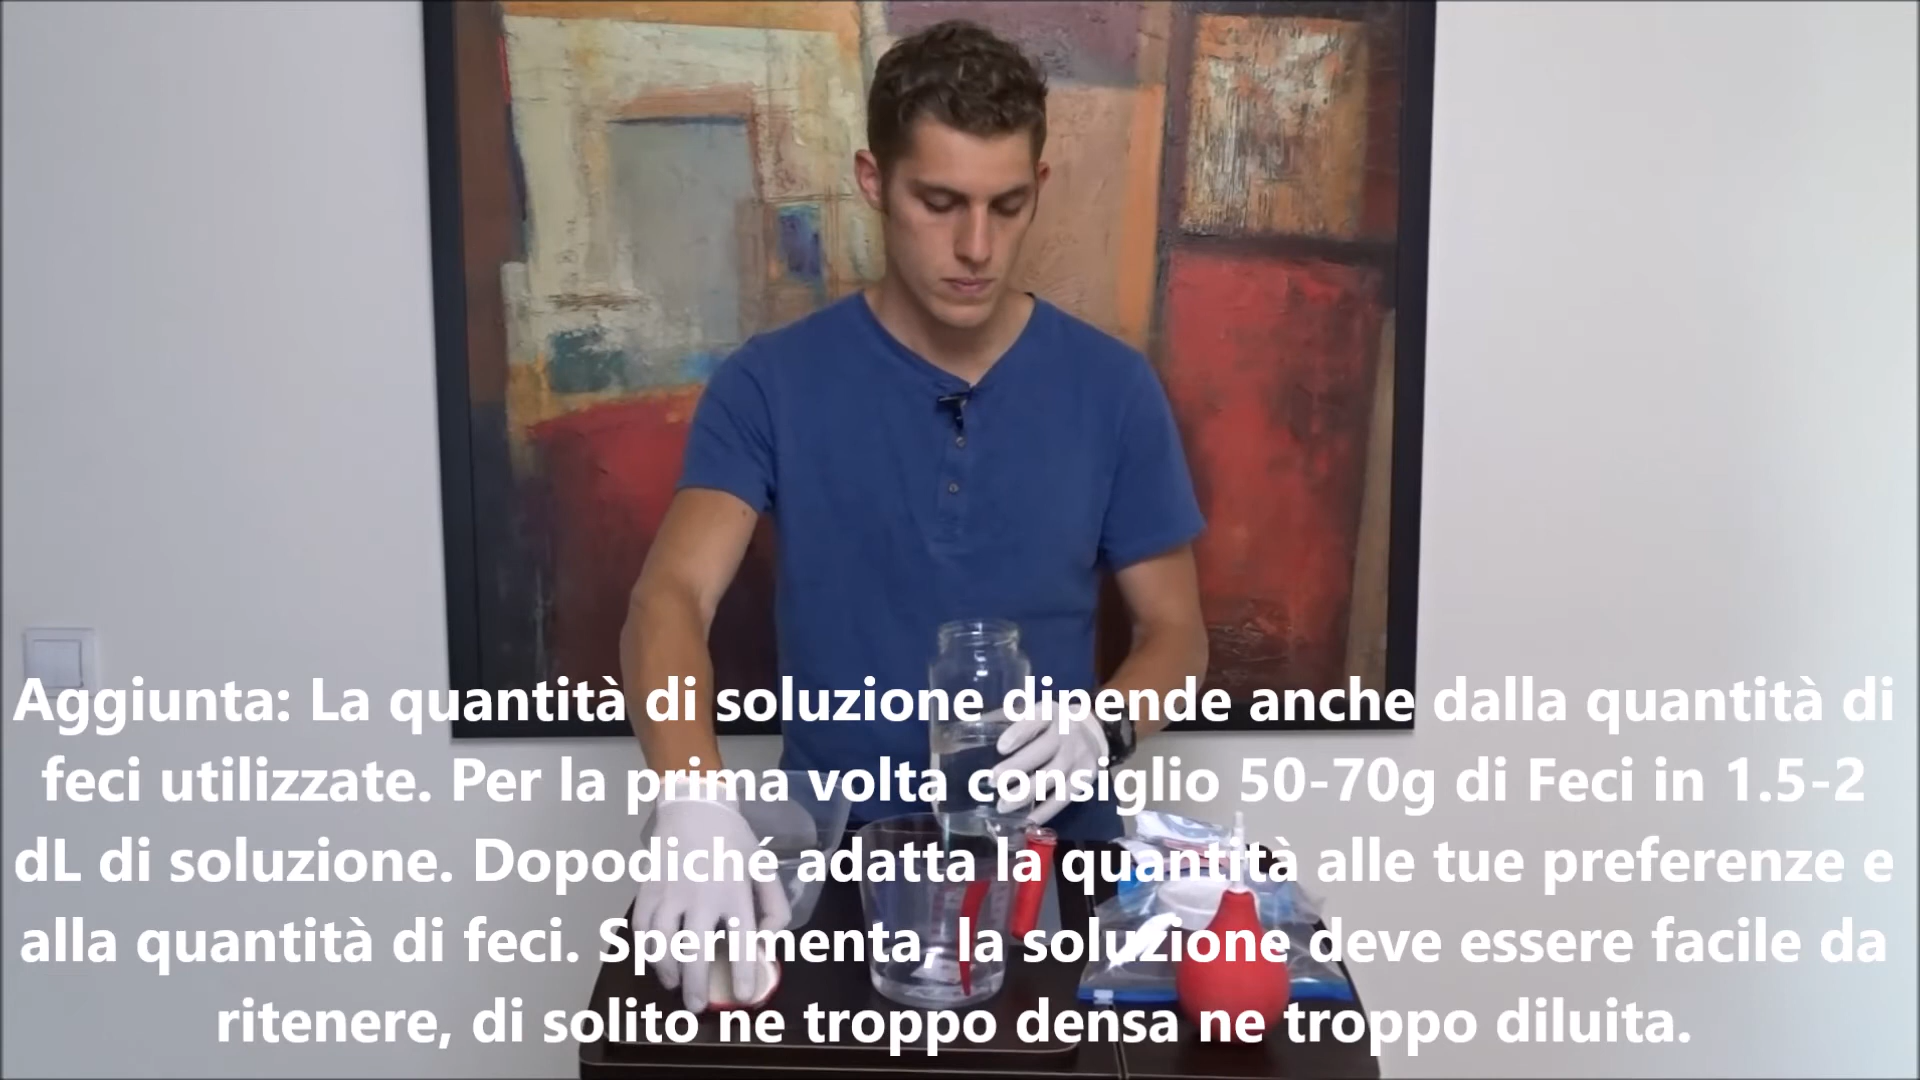 Aggiunta: La quantità di soluzione dipende anche dalla quantità di
feci utilizzate. Per la prima volta consiglio 50-70g di Feci in 1.5-2
dL di soluzione. Dopodiché adatta la quantità alle tue preferenze e
alla quantità di feci. Sperimenta, la soluzione deve essere facile da
ritenere, di solito ne troppo densa ne troppo diluita.